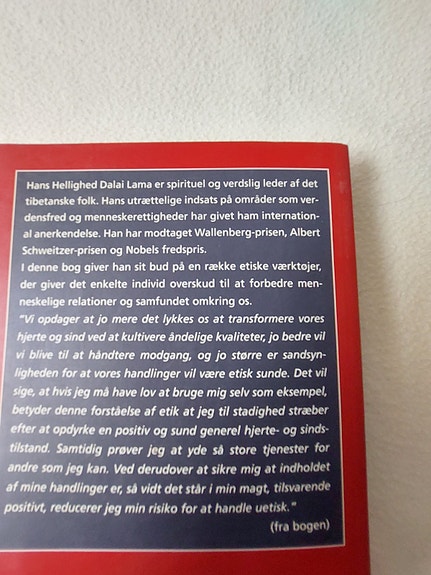 Hans Hellighed Dalai Lama er spirituel og verdslig leder af det
tibetanske folk. Hans utrættelige indsats på områder som ver-
densfred og menneskerettigheder har givet ham internation-
al anerkendelse. Han har modtaget Wallenberg-prisen, Albert
Schweitzer-prisen og Nobels fredspris.
I denne bog giver han sit bud på en række etiske værktøjer,
der giver det enkelte individ overskud til at forbedre men-
neskelige relationer og samfundet omkring os.
"Vi opdager at jo mere det lykkes os at transformere vores
hjerte og sind ved at kultivere åndelige kvaliteter, jo bedre vil
vi blive til at håndtere modgang, og jo større er sandsyn-
ligheden for at vores handlinger vil være etisk sunde. Det vil
sige, at hvis jeg må have lov at bruge mig selv som eksempel,
betyder denne forståelse af etik at jeg til stadighed stræber
efter at opdyrke en positiv og sund generel hjerte- og sinds-
tilstand. Samtidig prøver jeg at yde så store tjenester for
andre som jeg kan. Ved derudover at sikre mig at indholdet
af mine handlinger er, så vidt det står i min magt, tilsvarende
positivt, reducerer jeg min risiko for at handle uetisk."
(fra bogen)